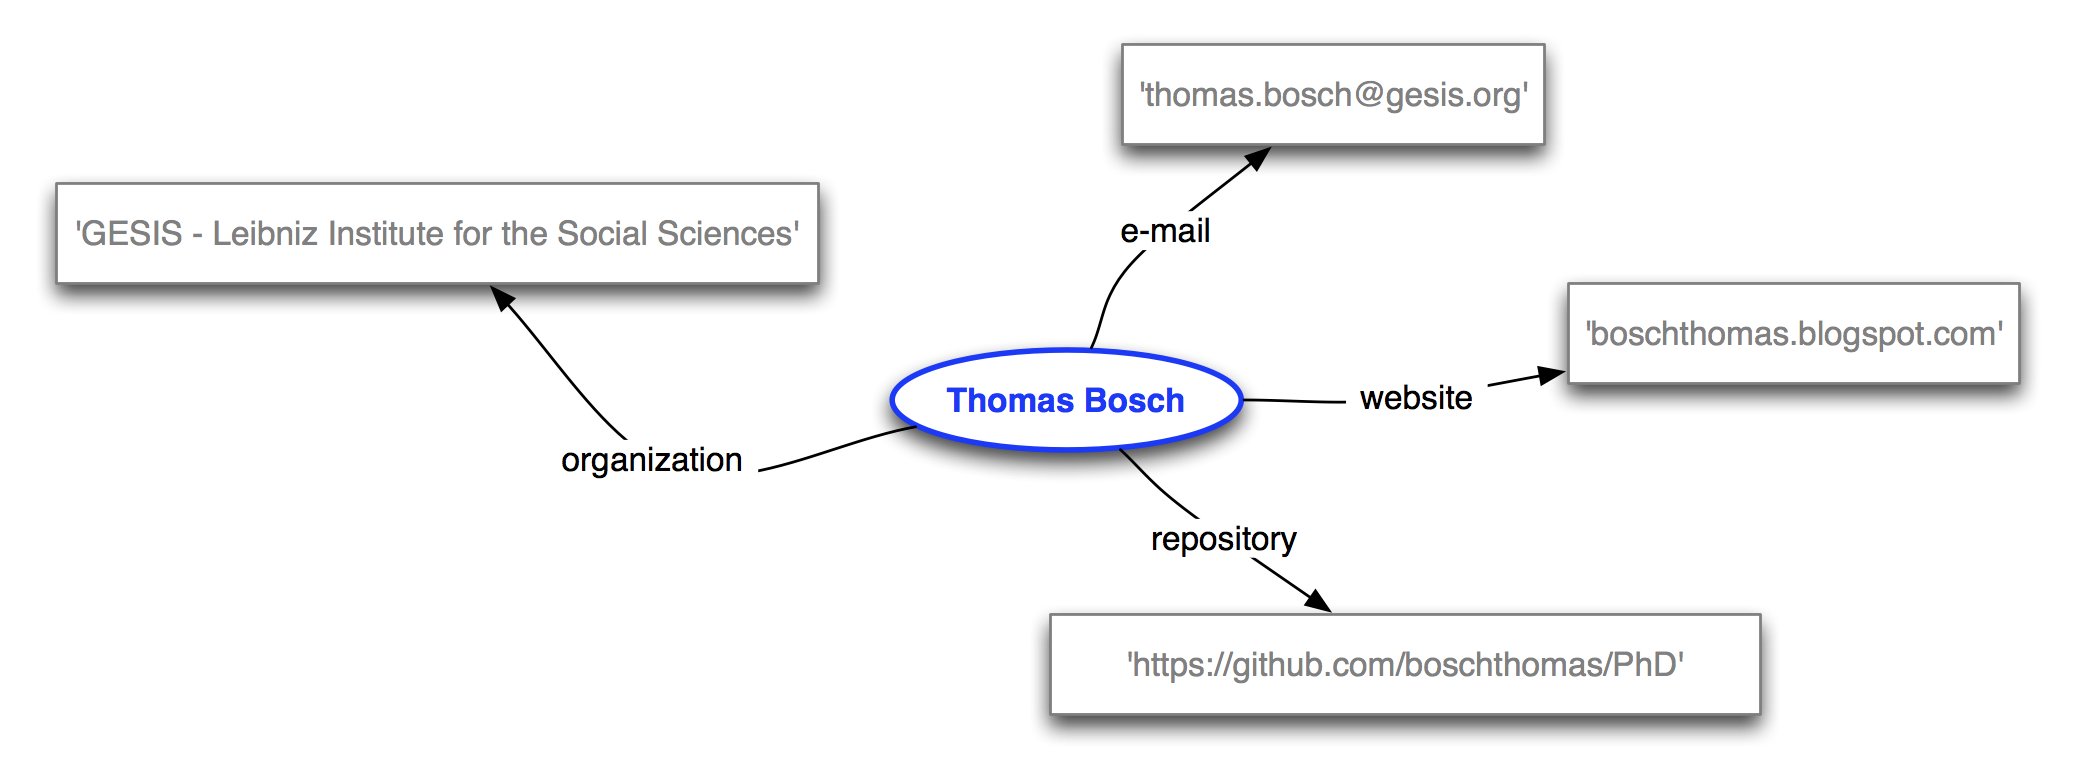 'thomas.bosch@gesis.org'
'GESIS - Leibniz Institute for the Social Sciences'
e-mail
'boschthomas.blogspot.com'
Thomas Bosch
website
organization
repository
'https://github.com/boschthomas/PhD'